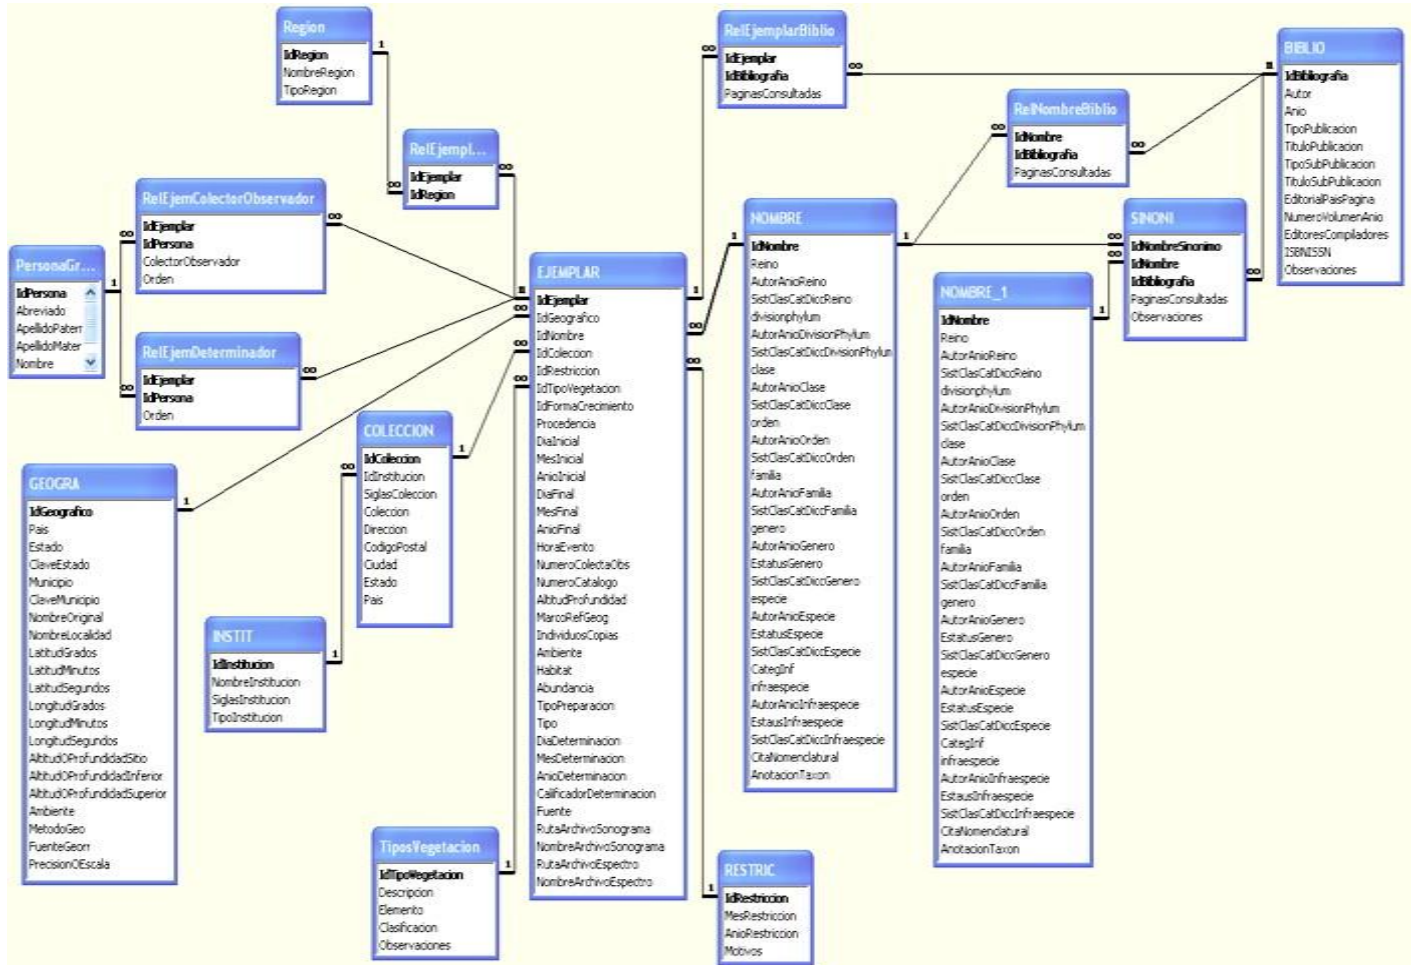 Region
IdRegion
NombreRegion
TipoRegion
RelEjempl...
IdEjemplar
IdRegion
RelEjemColectorObservador
IdEjemplar
IdPersona
ColectorObservador
Orden
PersonaGr...
IdPersona
Abreviado
ApellidoPatern
ApellidoMater
Nombre
RelEjemDeterminador
IdEjemplar
IdPersona
Orden
GEOGRA
IdGeografico
Pais
Estado
ClaveEstado
Municipio
ClaveMunicipio
NombreOriginal
NombreLocalidad
LatitudGrados
LatitudMinutos
LatitudSegundos
LongitudGrados
LongitudMinutos
LongitudSegundos
AltitudOProfundidadSitio
AltitudOProfundidadInferior
AltitudOProfundidadSuperior
Ambiente
MetodoGeo
FuenteGeorr
PrecisionOEscala
COLECCION
IdColeccion
IdInstitucion
SiglasColeccion
Coleccion
Direccion
CodigoPostal
Ciudad
Estado
Pais
INSTIT
IdInstitucion
NombreInstitucion
SiglasInstitucion
TipoInstitucion
TiposVegetacion
IdTipoVegetacion
Descripcion
Elemento
Clasificacion
Observaciones
EJEMPLAR
IdEjemplar
IdGeografico
IdNombre
IdColeccion
IdRestriccion
IdTipoVegetacion
IdFormaCrecimiento
Procedencia
DiaInicial
MesInicial
AnioInicial
DiaFinal
MesFinal
AnioFinal
HoraEvento
NumeroColectaObs
NumeroCatalogo
AltitudProfundidad
MarcoRefGeog
IndividuosCopias
Ambiente
Habitat
Abundancia
TipoPreparacion
Tipo
DiaDeterminacion
MesDeterminacion
AnioDeterminacion
CalificadorDeterminacion
Fuente
RutaArchivoSonograma
NombreArchivoSonograma
RutaArchivoEspectro
NombreArchivoEspectro
RelEjemplarBiblio
IdEjemplar
IdBibliografia
PaginasConsultadas
NOMBRE
IdNombre
Reino
AutorAnioReino
SistClasCatDiccReino
divisionphylum
AutorAnioDivisionPhylum
SistClasCatDiccDivisionPhylum
clase
AutorAnioClase
SistClasCatDiccClase
orden
AutorAnioOrden
SistClasCatDiccOrden
familia
AutorAnioFamilia
SistClasCatDiccFamilia
genero
AutorAnioGenero
EstatusGenero
SistClasCatDiccGenero
especie
AutorAnioEspecie
EstatusEspecie
SistClasCatDiccEspecie
CategInf
infraespecie
AutorAnioInfraespecie
EstausInfraespecie
SistClasCatDiccInfraespecie
CitaNomenclatural
AnotacionTaxon
RESTRIC
IdRestriccion
MesRestriccion
AnioRestriccion
Motivos
RelNombreBiblio
IdNombre
IdBibliografia
PaginasConsultadas
NOMBRE_1
IdNombre
Reino
AutorAnioReino
SistClasCatDiccReino
divisionphylum
AutorAnioDivisionPhylum
SistClasCatDiccDivisionPhylum
clase
AutorAnioClase
SistClasCatDiccClase
orden
AutorAnioOrden
SistClasCatDiccOrden
familia
AutorAnioFamilia
SistClasCatDiccFamilia
genero
AutorAnioGenero
EstatusGenero
SistClasCatDiccGenero
especie
AutorAnioEspecie
EstatusEspecie
SistClasCatDiccEspecie
CategInf
infraespecie
AutorAnioInfraespecie
EstausInfraespecie
SistClasCatDiccInfraespecie
CitaNomenclatural
AnotacionTaxon
SINONI
IdNombreSinonimo
IdNombre
IdBibliografia
PaginasConsultadas
Observaciones
BIBLIO
IdBibliografia
Autor
Anio
TipoPublicacion
TituloPublicacion
TipoSubPublicacion
TituloSubPublicacion
EditorialPaisPagina
NumeroVolumenAnio
EditoresCompiladores
ISBNISSN
Observaciones